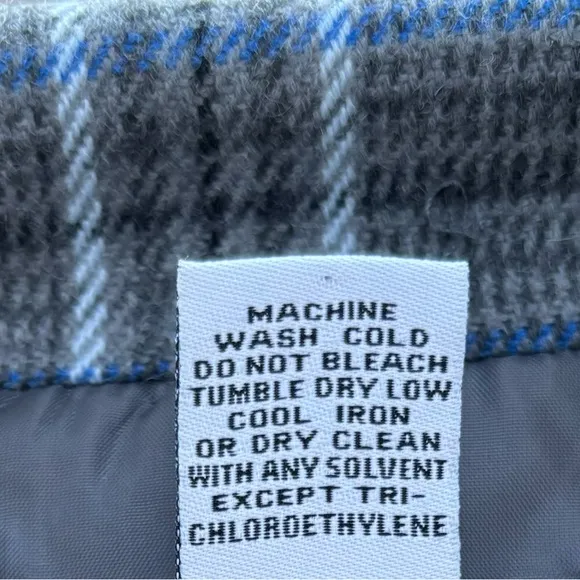 MACHINE
WASH COLD
DO NOT BLEACH
TUMBLE DRY LOW
COOL IRON
OR DRY CLEAN
WITH ANY SOLVENT
EXCEPT TRI-
CHLOROETHYLENE